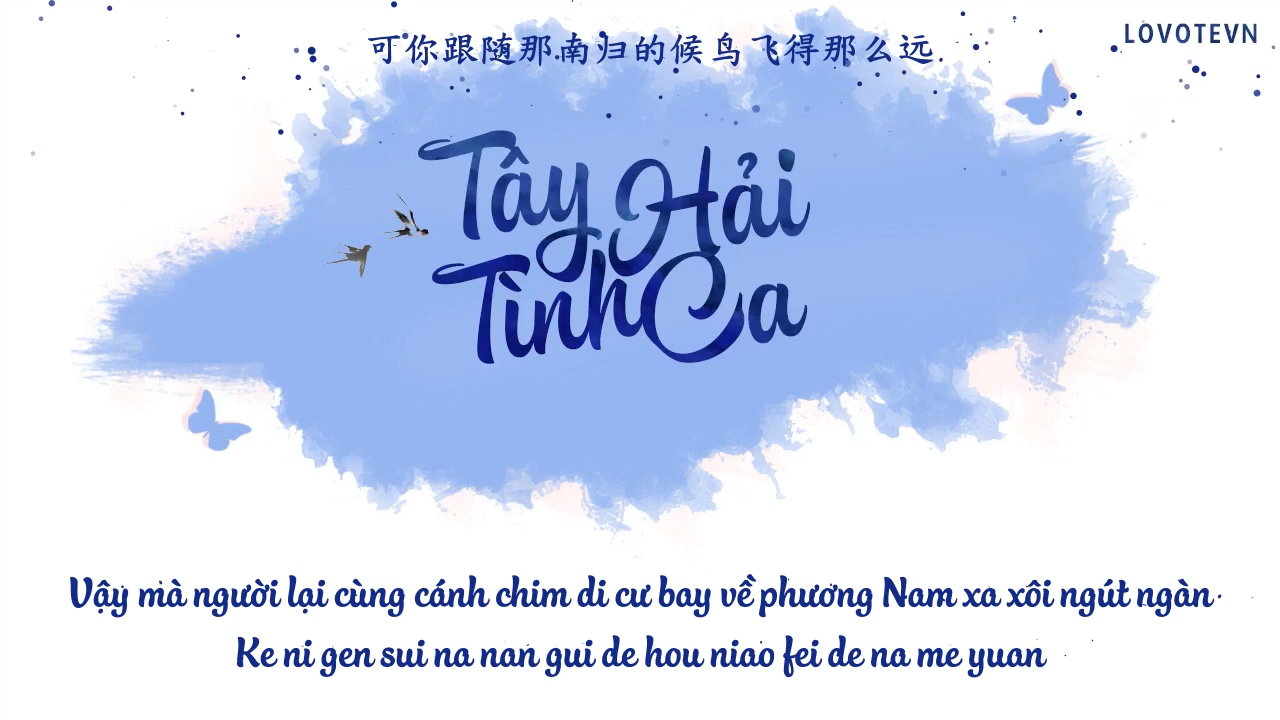 可你跟随那南归的候鸟飞得那么远
LOVOTEVN
Tây Hải
Tình Ca
Vậy mà người lại cùng cánh chim di cư bay về phương Nam xa xôi ngút ngàn
Ke ni gen sui na nan gui de hou niao fei de na me yuan